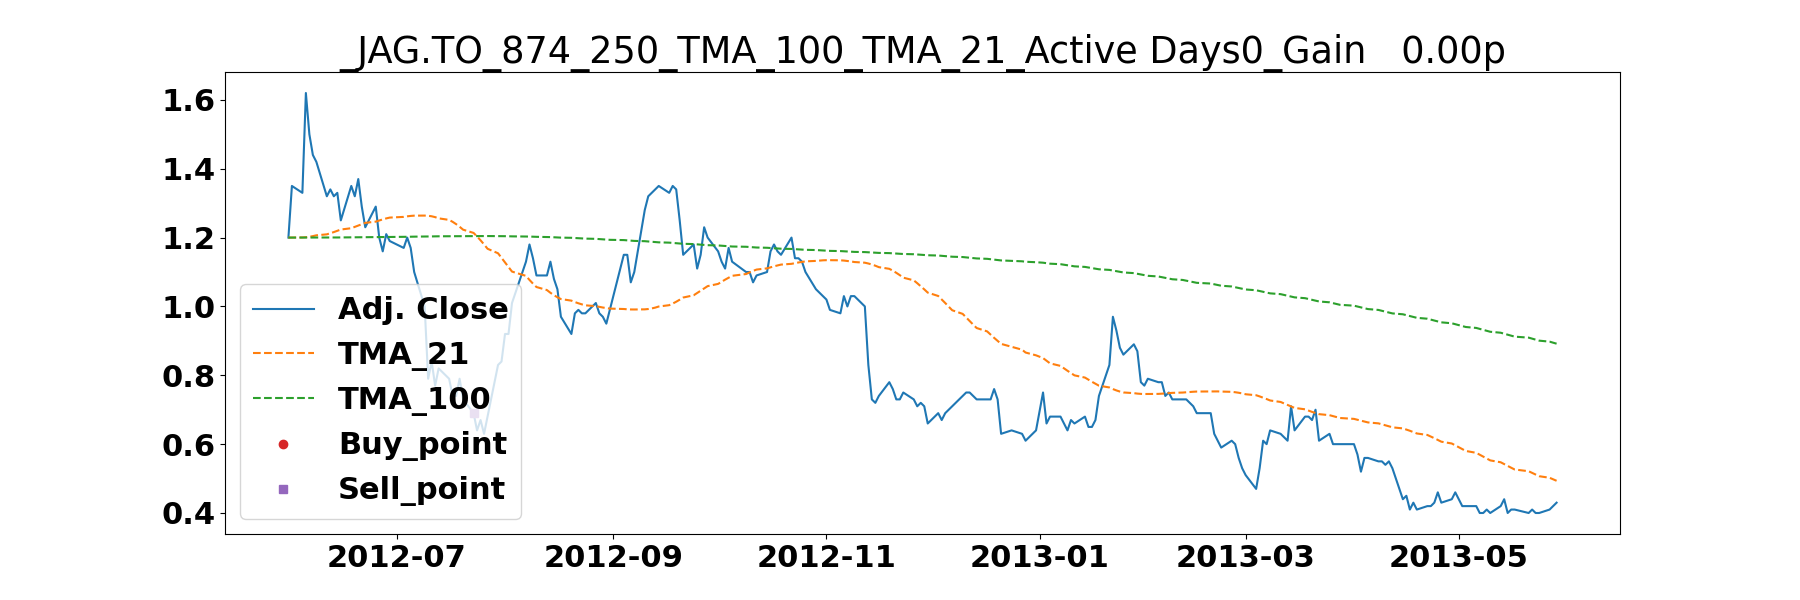 _JAG.TO_874_250_TMA_100_TMA_21_Active Days0_Gain   0.00p
1.6
1.4
1.2
1.0
0.8
0.6
0.4
Adj. Close
TMA_21
TMA_100
Buy_point
Sell_point
2012-07 2012-09 2012-11 2013-01 2013-03 2013-05